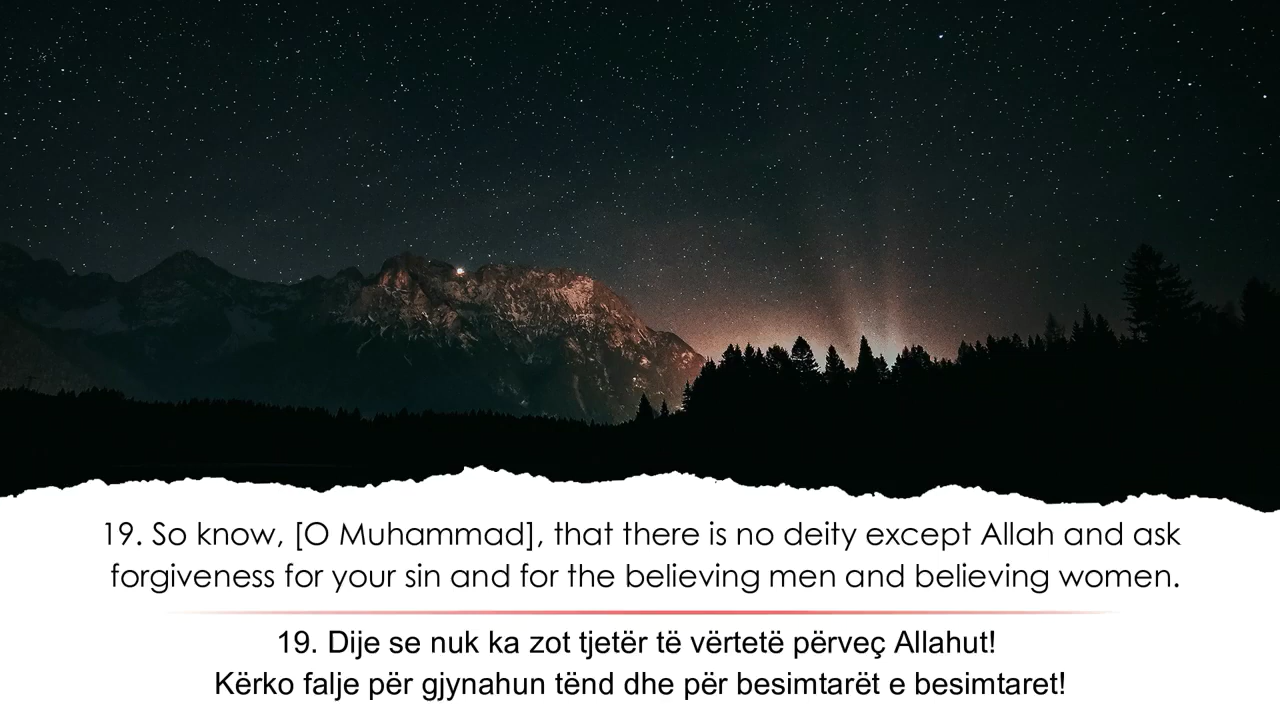 19. So know, [O Muhammad], that there is no deity except Allah and ask
forgiveness for your sin and for the believing men and believing women.
19. Dije se nuk ka zot tjetër të vërtetë përveç Allahut!
Kërko falje për gjynahun tënd dhe për besimtarët e besimtaret!